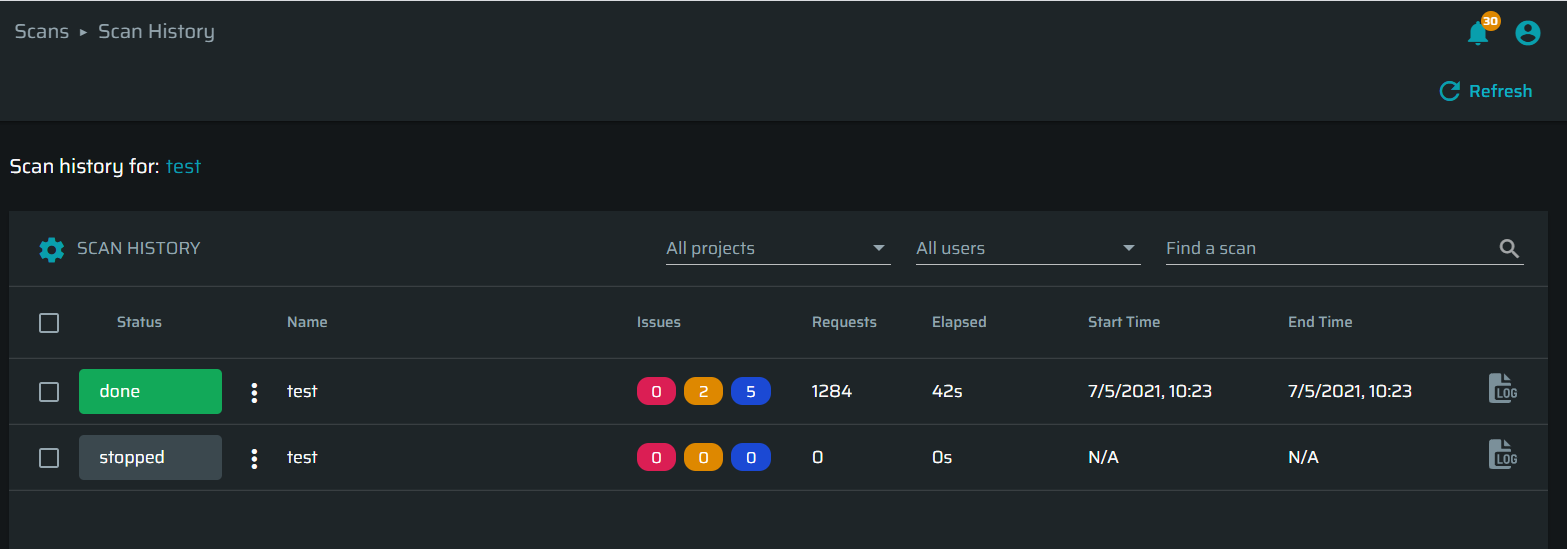 Scans ▸ Scan History
30
Refresh
Scan history for: test
SCAN HISTORY All projects All users Find a scan
Status Name Issues Requests Elapsed Start Time End Time
done test 0 2 5 1284 42s 7/5/2021, 10:23 7/5/2021, 10:23 LOG
stopped test 0 0 0 0 0s N/A N/A LOG